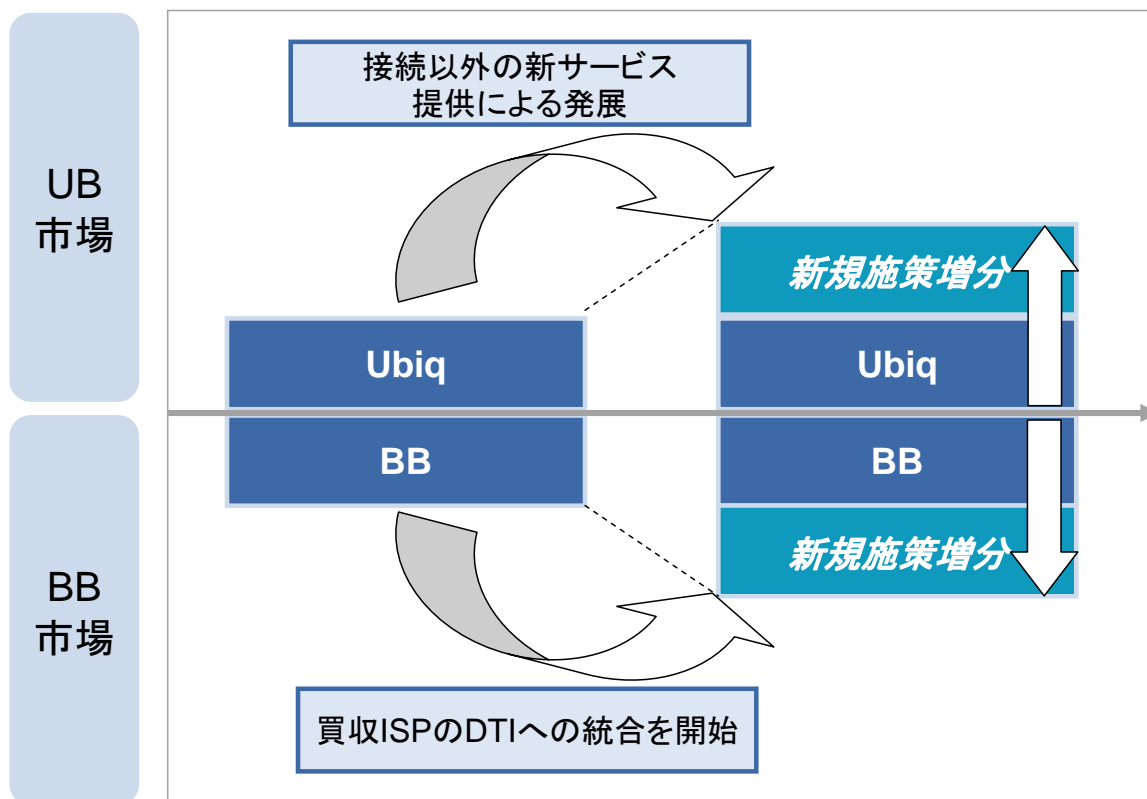 接続以外の新サービス
提供による発展
UB
市場
新規施策増分
Ubiq
Ubiq
BB
BB
新規施策増分
BB
市場
買収ISPのDTIへの統合を開始